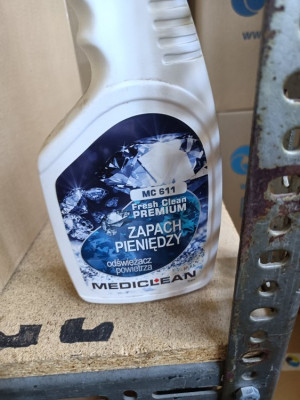 MC 611
Fresh Clean
PREMIUM
ZAPACH
PIENIĘDZY
odświeżacz
powietrza
MEDICLEAN